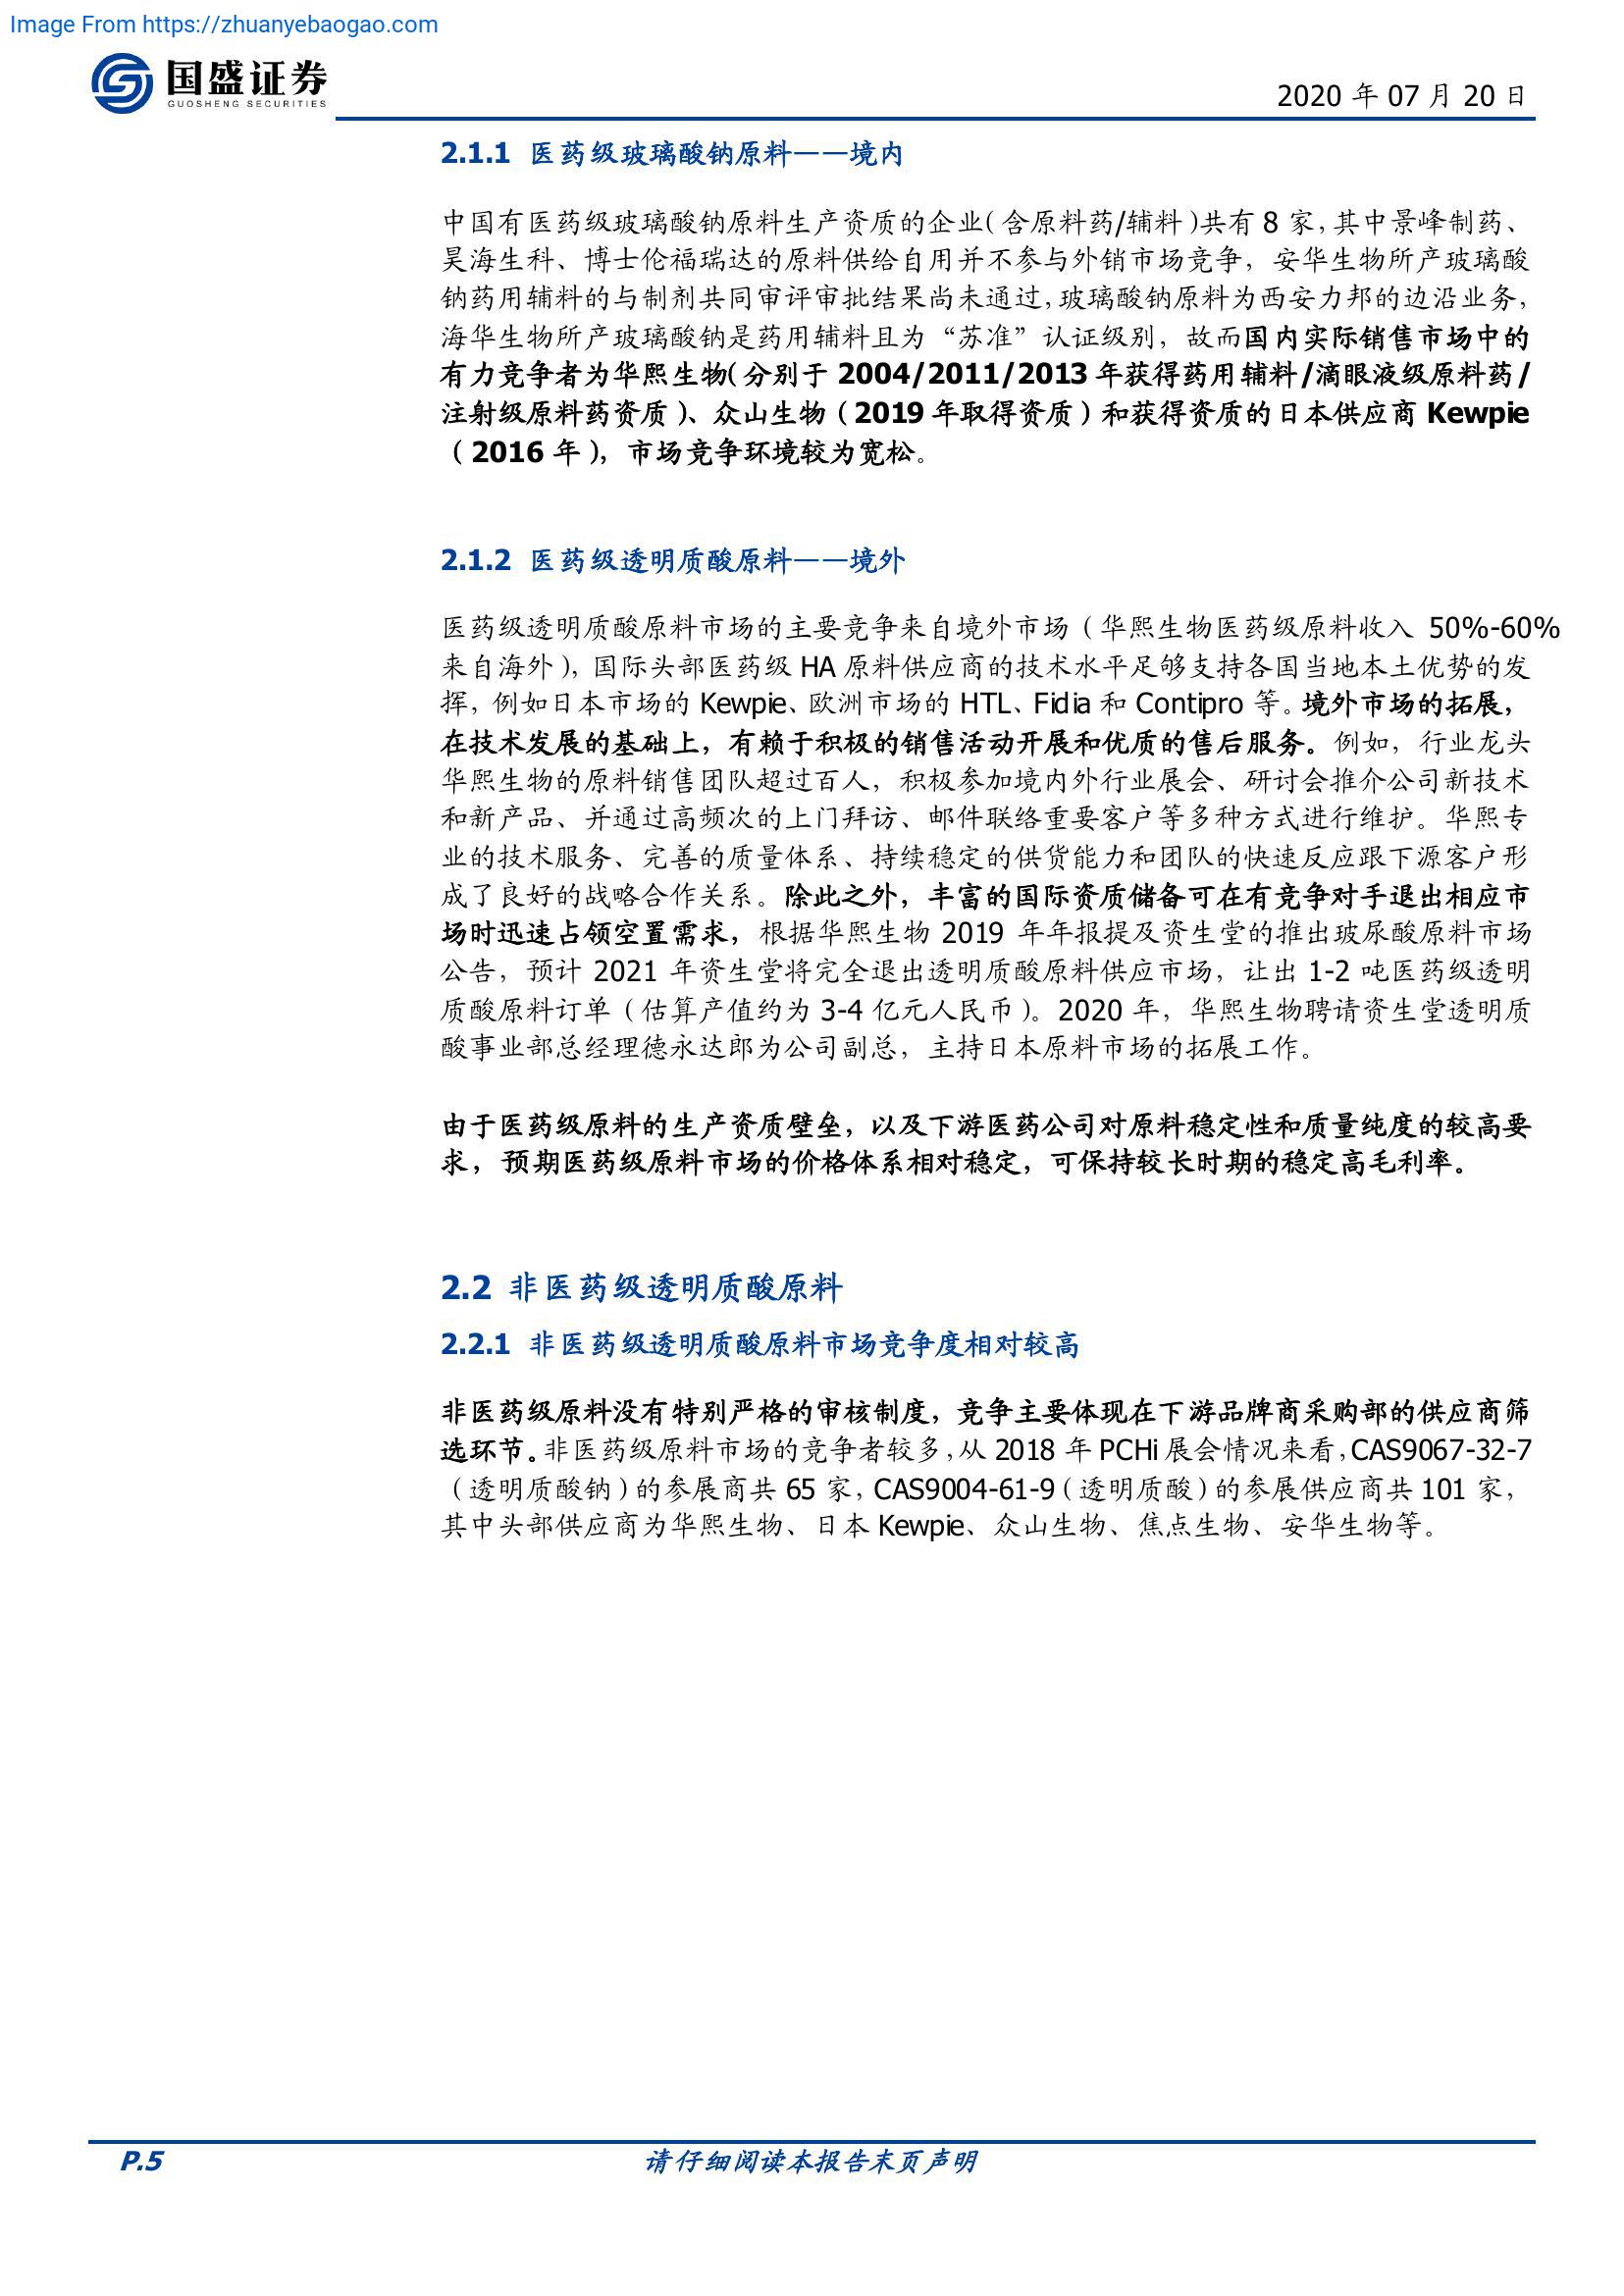 Image From https://zhuanyebaogao.com
国盛证券
GUOSHENG SECURITIES
2020 年 07 月 20 日
2.1.1 医药级玻璃酸钠原料——境内
中国有医药级玻璃酸钠原料生产资质的企业（含原料药/辅料）共有 8 家，其中景峰制药、
昊海生科、博士伦福瑞达的原料供给自用并不参与外销市场竞争，安华生物所产玻璃酸
钠药用辅料的与制剂共同审评审批结果尚未通过，玻璃酸钠原料为西安力邦的边沿业务，
海华生物所产玻璃酸钠是药用辅料且为“苏准”认证级别，故而国内实际销售市场中的
有力竞争者为华熙生物（分别于 2004/2011/2013 年获得药用辅料/滴眼液级原料药/
注射级原料药资质）、众山生物（2019 年取得资质）和获得资质的日本供应商 Kewpie
（2016 年），市场竞争环境较为宽松。
2.1.2 医药级透明质酸原料——境外
医药级透明质酸原料市场的主要竞争来自境外市场（华熙生物医药级原料收入 50%-60%
来自海外），国际头部医药级 HA 原料供应商的技术水平足够支持各国当地本土优势的发
挥，例如日本市场的 Kewpie、欧洲市场的 HTL、Fidia 和 Contipro 等。境外市场的拓展，
在技术发展的基础上，有赖于积极的销售活动开展和优质的售后服务。例如，行业龙头
华熙生物的原料销售团队超过百人，积极参加境内外行业展会、研讨会推介公司新技术
和新产品、并通过高频次的上门拜访、邮件联络重要客户等多种方式进行维护。华熙专
业的技术服务、完善的质量体系、持续稳定的供货能力和团队的快速反应跟下源客户形
成了良好的战略合作关系。除此之外，丰富的国际资质储备可在有竞争对手退出相应市
场时迅速占领空置需求，根据华熙生物 2019 年年报提及资生堂的推出玻尿酸原料市场
公告，预计 2021 年资生堂将完全退出透明质酸原料供应市场，让出 1-2 吨医药级透明
质酸原料订单（估算产值约为 3-4 亿元人民币）。2020 年，华熙生物聘请资生堂透明质
酸事业部总经理德永达郎为公司副总，主持日本原料市场的拓展工作。
由于医药级原料的生产资质壁垒，以及下游医药公司对原料稳定性和质量纯度的较高要
求，预期医药级原料市场的价格体系相对稳定，可保持较长时期的稳定高毛利率。
2.2 非医药级透明质酸原料
2.2.1 非医药级透明质酸原料市场竞争度相对较高
非医药级原料没有特别严格的审核制度，竞争主要体现在下游品牌商采购部的供应商筛
选环节。非医药级原料市场的竞争者较多，从 2018 年 PCHi 展会情况来看，CAS9067-32-7
（透明质酸钠）的参展商共 65 家，CAS9004-61-9（透明质酸）的参展供应商共 101 家，
其中头部供应商为华熙生物、日本 Kewpie、众山生物、焦点生物、安华生物等。
P.5
请仔细阅读本报告末页声明